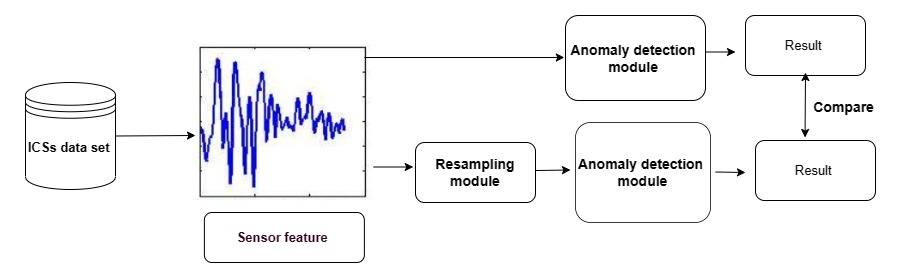 ICSs data set
Sensor feature
Anomaly detection
module
Result
Compare
Resampling
module
Anomaly detection
module
Result